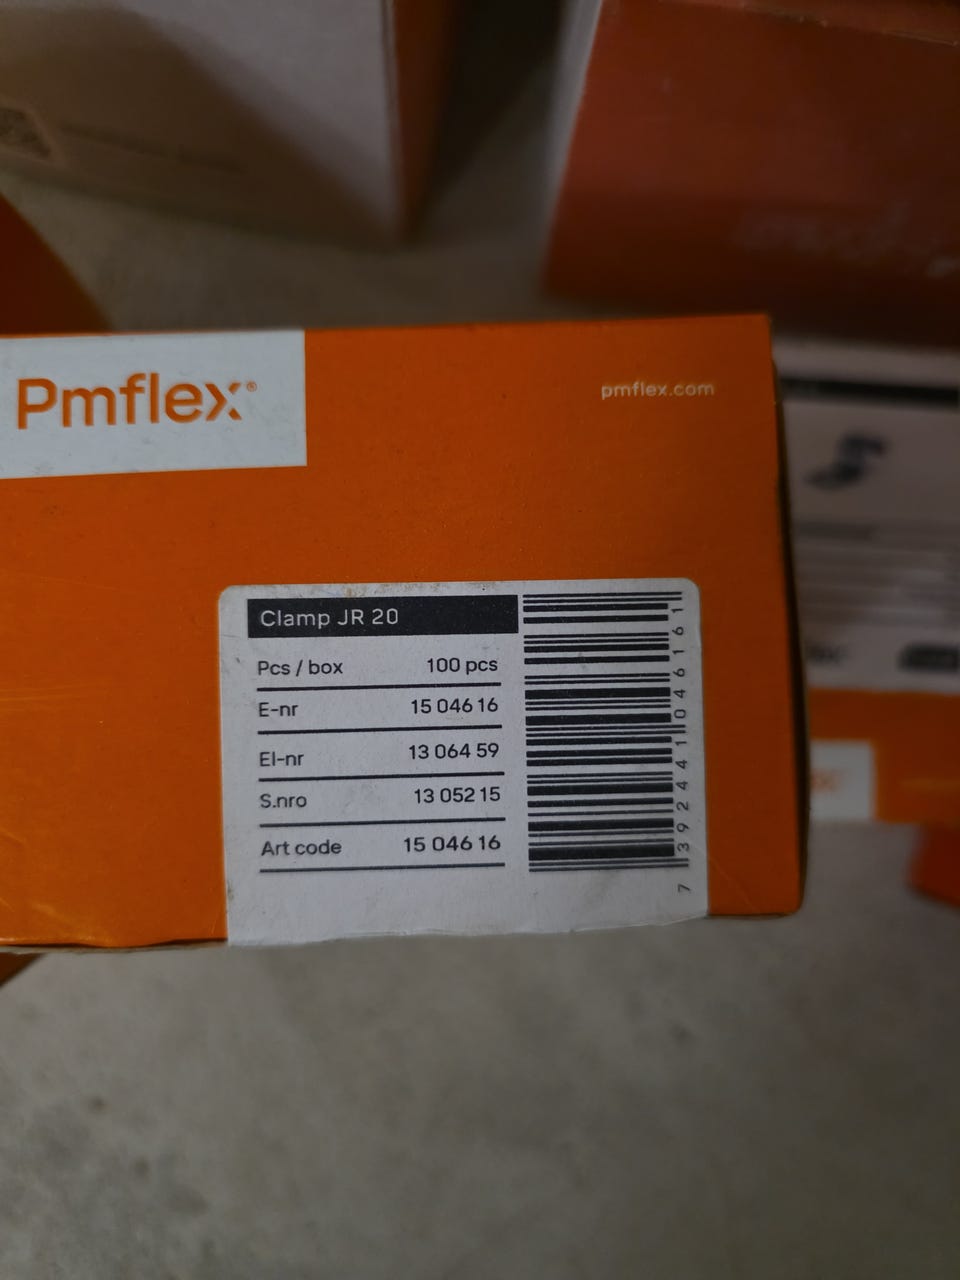 Pmflex®
pmflex.com
Clamp JR 20
Pcs / box 100 pcs
E-nr 15 046 16
El-nr 13 064 59
S.nro 13 052 15
Art code 15 046 16
7392441046161